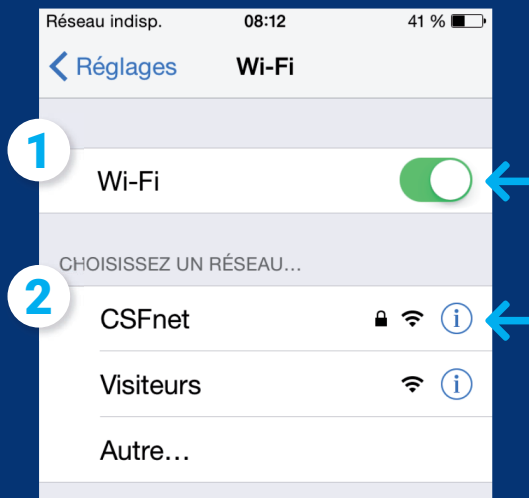 Réseau indisp. 08:12 41 %
Réglages Wi-Fi
1
Wi-Fi
CHOISISSEZ UN RÉSEAU...
2
CSFnet
Visiteurs
Autre...